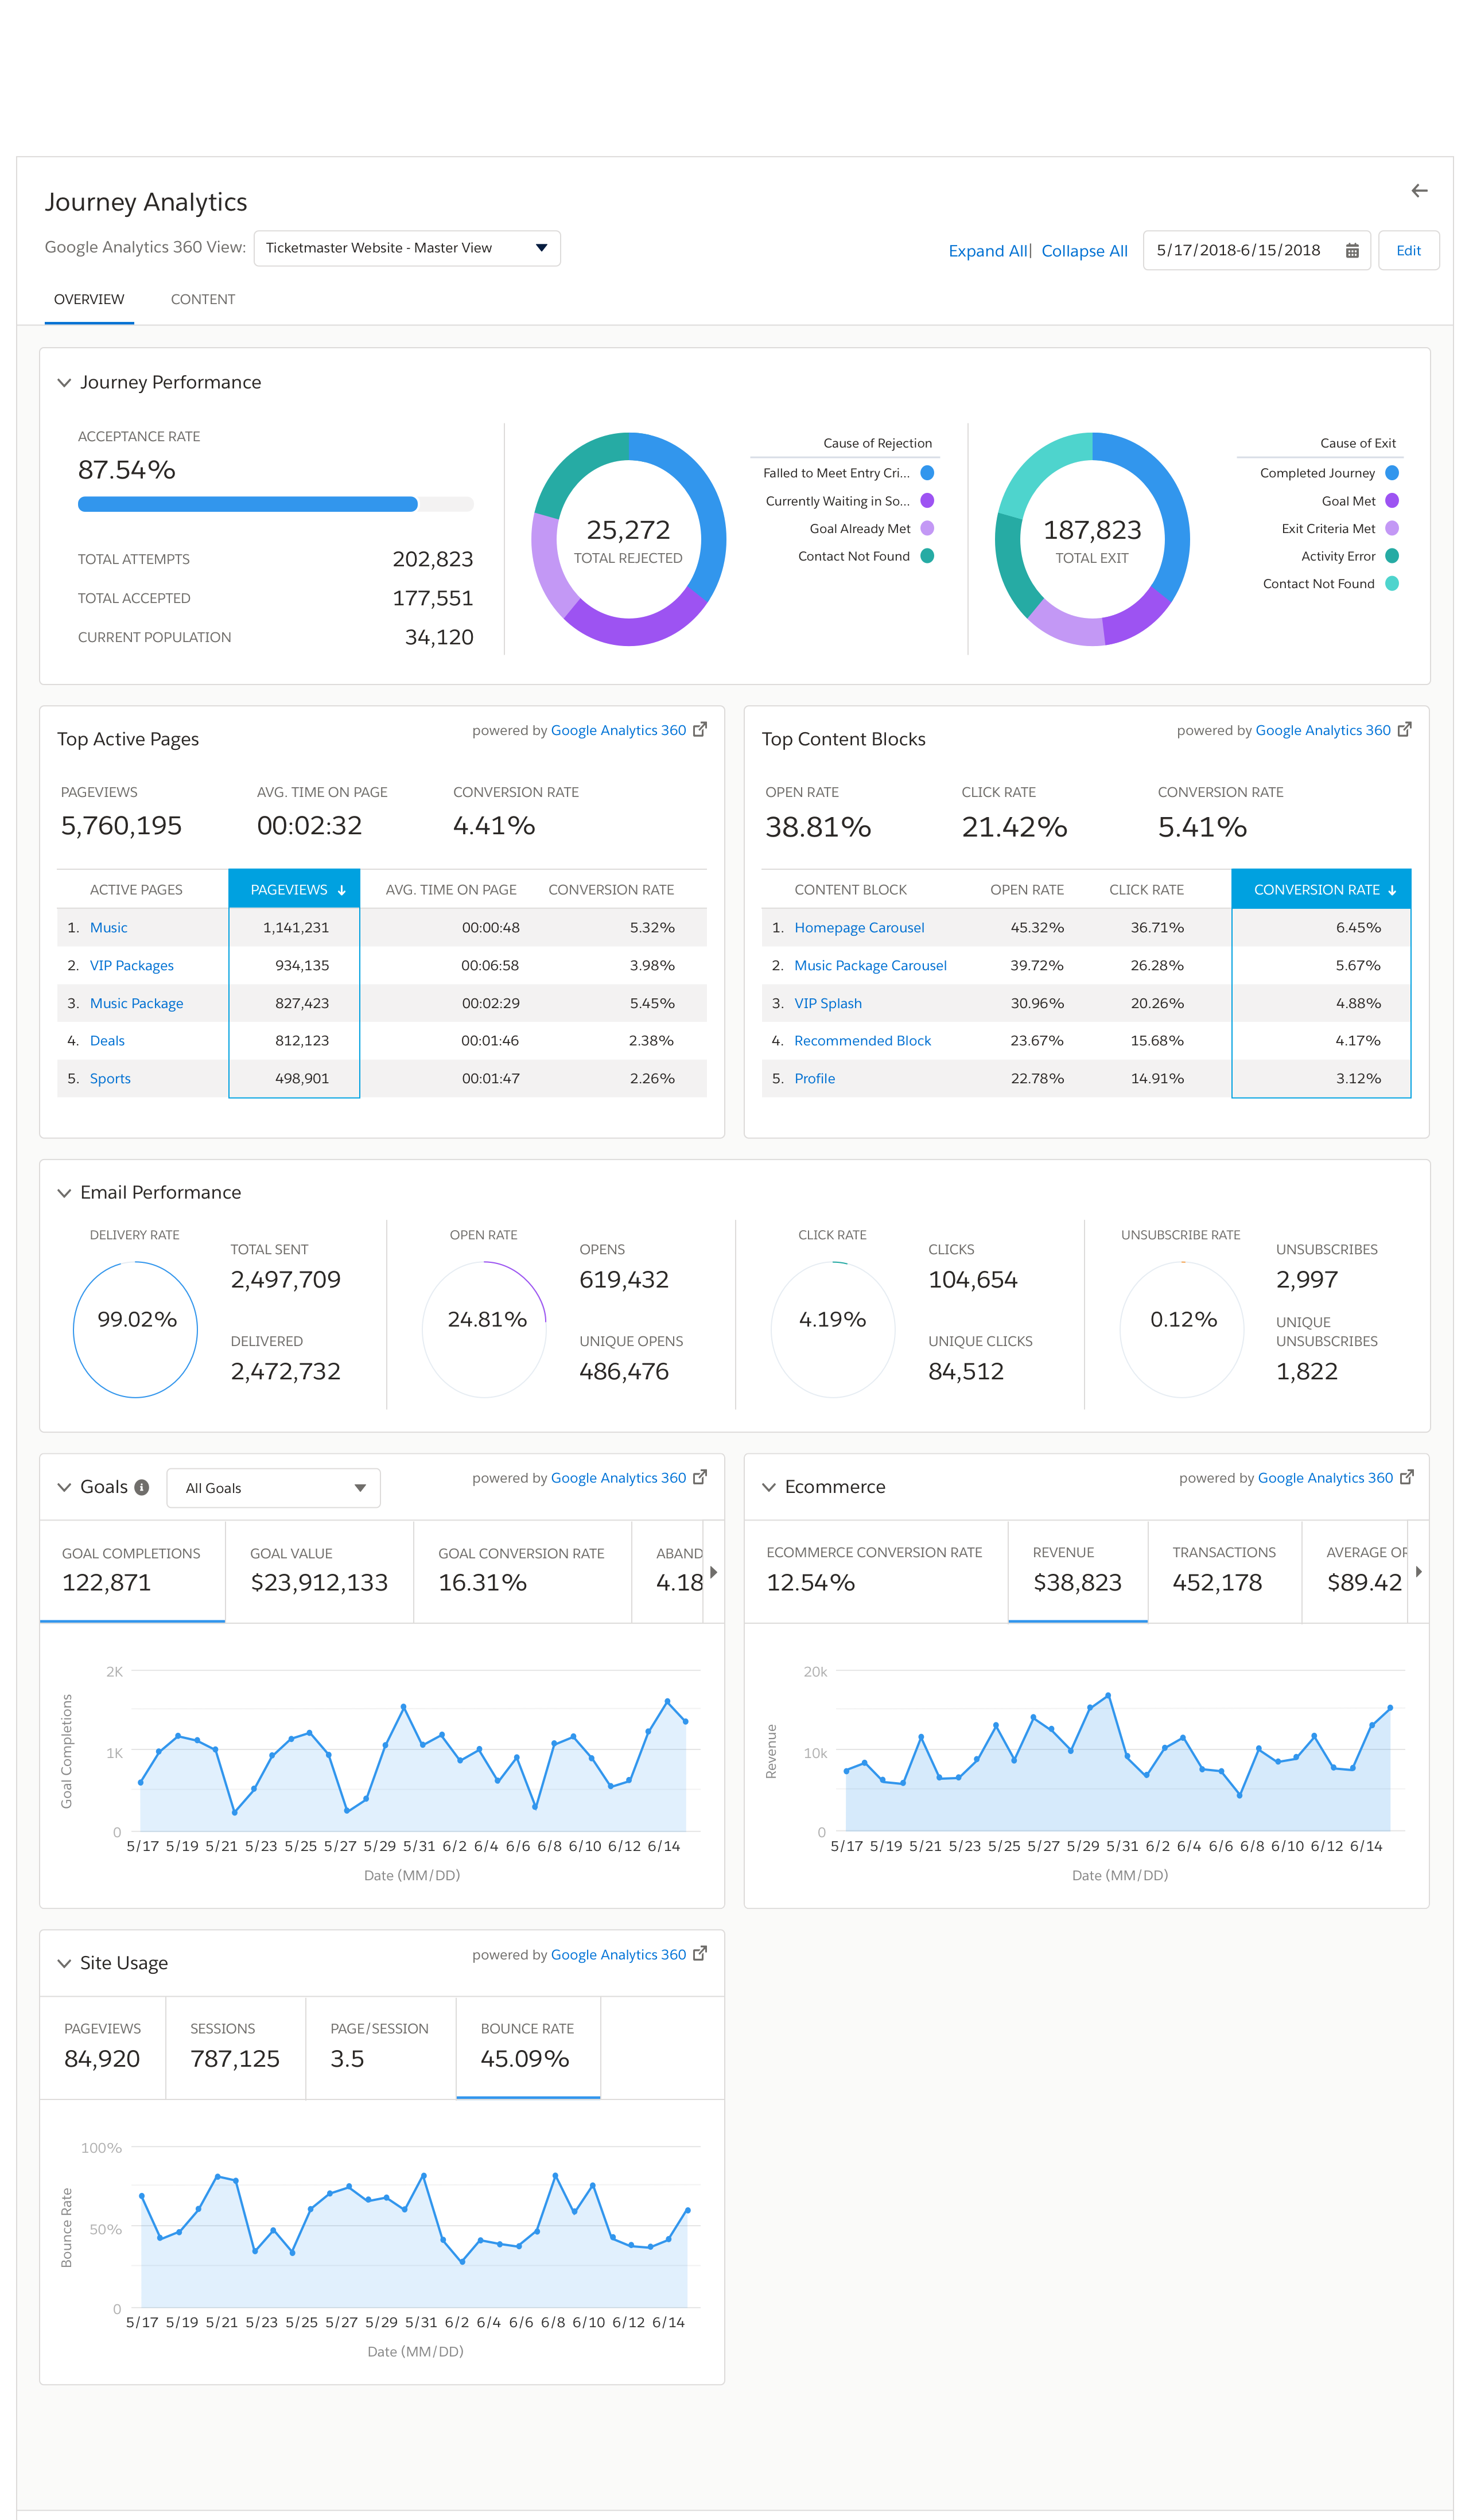 Journey Analytics
Google Analytics 360 View: Ticketmaster Website - Master View
Expand All| Collapse All 5/17/2018-6/15/2018 Edit
OVERVIEW CONTENT
Journey Performance
ACCEPTANCE RATE
87.54%
TOTAL ATTEMPTS 202,823
TOTAL ACCEPTED 177,551
CURRENT POPULATION 34,120
25,272
TOTAL REJECTED
Cause of Rejection
Falled to Meet Entry Cri...
Currently Waiting in So...
Goal Already Met
Contact Not Found
187,823
TOTAL EXIT
Cause of Exit
Completed Journey
Goal Met
Exit Criteria Met
Activity Error
Contact Not Found
Top Active Pages
powered by Google Analytics 360
PAGEVIEWS AVG. TIME ON PAGE CONVERSION RATE
5,760,195 00:02:32 4.41%
ACTIVE PAGES PAGEVIEWS AVG. TIME ON PAGE CONVERSION RATE
1. Music 1,141,231 00:00:48 5.32%
2. VIP Packages 934,135 00:06:58 3.98%
3. Music Package 827,423 00:02:29 5.45%
4. Deals 812,123 00:01:46 2.38%
5. Sports 498,901 00:01:47 2.26%
Top Content Blocks
powered by Google Analytics 360
OPEN RATE CLICK RATE CONVERSION RATE
38.81% 21.42% 5.41%
CONTENT BLOCK OPEN RATE CLICK RATE CONVERSION RATE
1. Homepage Carousel 45.32% 36.71% 6.45%
2. Music Package Carousel 39.72% 26.28% 5.67%
3. VIP Splash 30.96% 20.26% 4.88%
4. Recommended Block 23.67% 15.68% 4.17%
5. Profile 22.78% 14.91% 3.12%
Email Performance
DELIVERY RATE
99.02%
TOTAL SENT
2,497,709
DELIVERED
2,472,732
OPEN RATE
24.81%
OPENS
619,432
UNIQUE OPENS
486,476
CLICK RATE
4.19%
CLICKS
104,654
UNIQUE CLICKS
84,512
UNSUBSCRIBE RATE
0.12%
UNSUBSCRIBES
2,997
UNIQUE
UNSUBSCRIBES
1,822
Goals All Goals
powered by Google Analytics 360
GOAL COMPLETIONS GOAL VALUE GOAL CONVERSION RATE ABAND
122,871 $23,912,133 16.31% 4.18
Goal Completions
2K
1K
0
5/17 5/19 5/21 5/23 5/25 5/27 5/29 5/31 6/2 6/4 6/6 6/8 6/10 6/12 6/14
Date (MM/DD)
Ecommerce
powered by Google Analytics 360
ECOMMERCE CONVERSION RATE REVENUE TRANSACTIONS AVERAGE OR
12.54% $38,823 452,178 $89.42
Revenue
20k
10k
0
5/17 5/19 5/21 5/23 5/25 5/27 5/29 5/31 6/2 6/4 6/6 6/8 6/10 6/12 6/14
Date (MM/DD)
Site Usage
powered by Google Analytics 360
PAGEVIEWS SESSIONS PAGE/SESSION BOUNCE RATE
84,920 787,125 3.5 45.09%
Bounce Rate
100%
50%
0
5/17 5/19 5/21 5/23 5/25 5/27 5/29 5/31 6/2 6/4 6/6 6/8 6/10 6/12 6/14
Date (MM/DD)